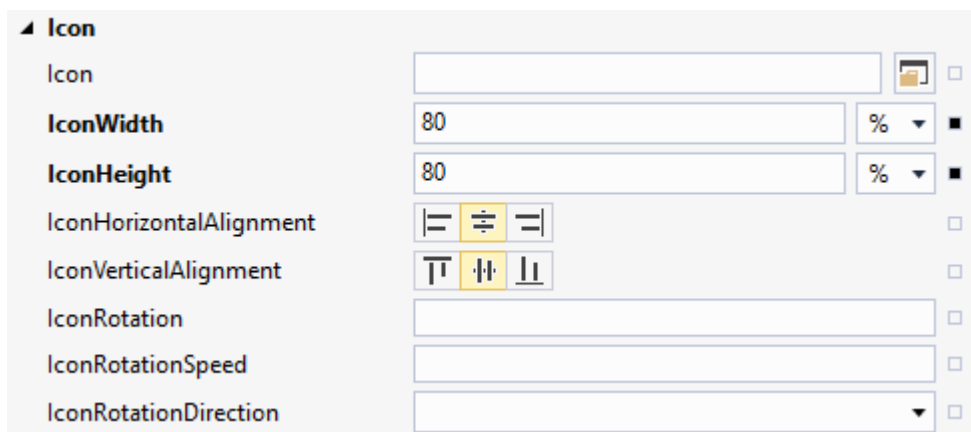 Icon
Icon
IconWidth 80 %
IconHeight 80 %
IconHorizontalAlignment
IconVerticalAlignment
IconRotation
IconRotationSpeed
IconRotationDirection